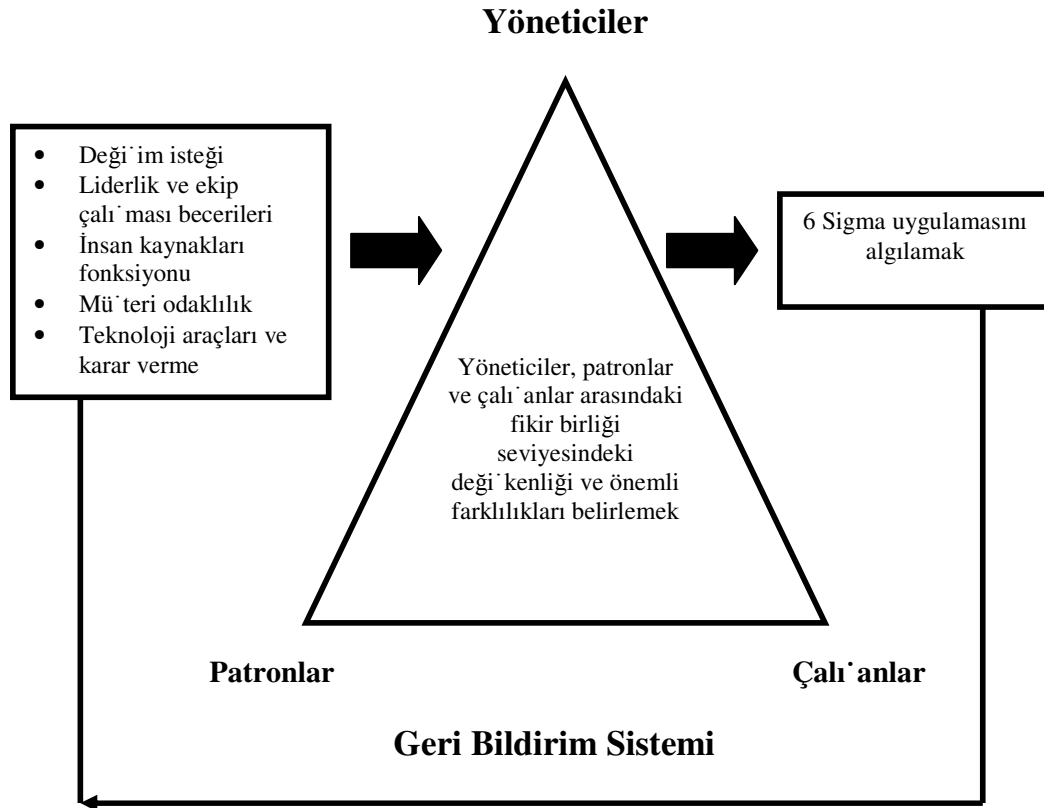 Yöneticiler
• Deği˙im isteği
• Liderlik ve ekip
çalı˙ması becerileri
• İnsan kaynakları
fonksiyonu
• Mü˙teri odaklılık
• Teknoloji araçları ve
karar verme
6 Sigma uygulamasını
algılamak
Yöneticiler, patronlar
ve çalı˙anlar arasındaki
fikir birliği
seviyesindeki
deği˙kenliği ve önemli
farklılıkları belirlemek
Patronlar
Çalı˙anlar
Geri Bildirim Sistemi